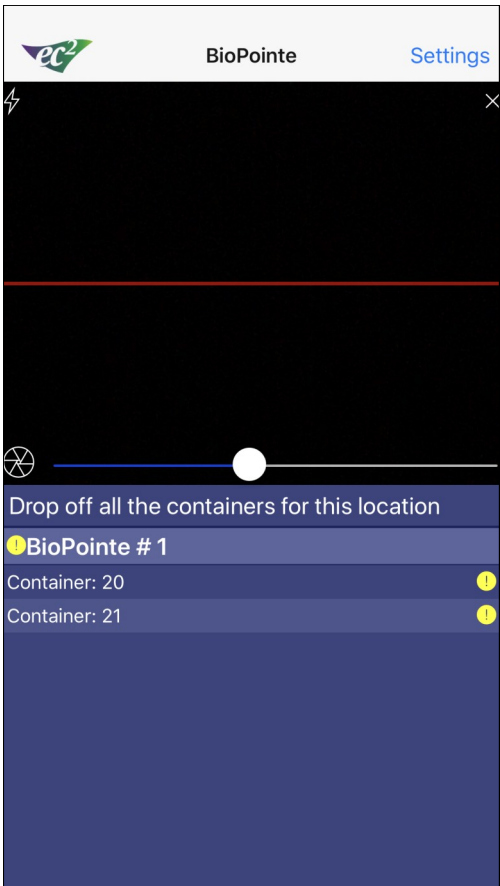 ec2
BioPointe
Settings
Drop off all the containers for this location
!BioPointe # 1
Container: 20 !
Container: 21 !